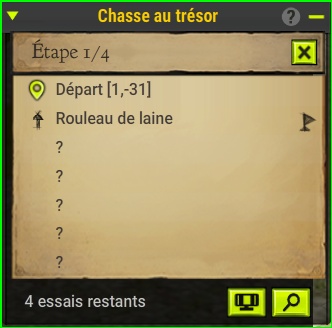 Chasse au trésor ?
Étape 1/4
Départ [1,-31]
Rouleau de laine
?
?
?
?
?
4 essais restants